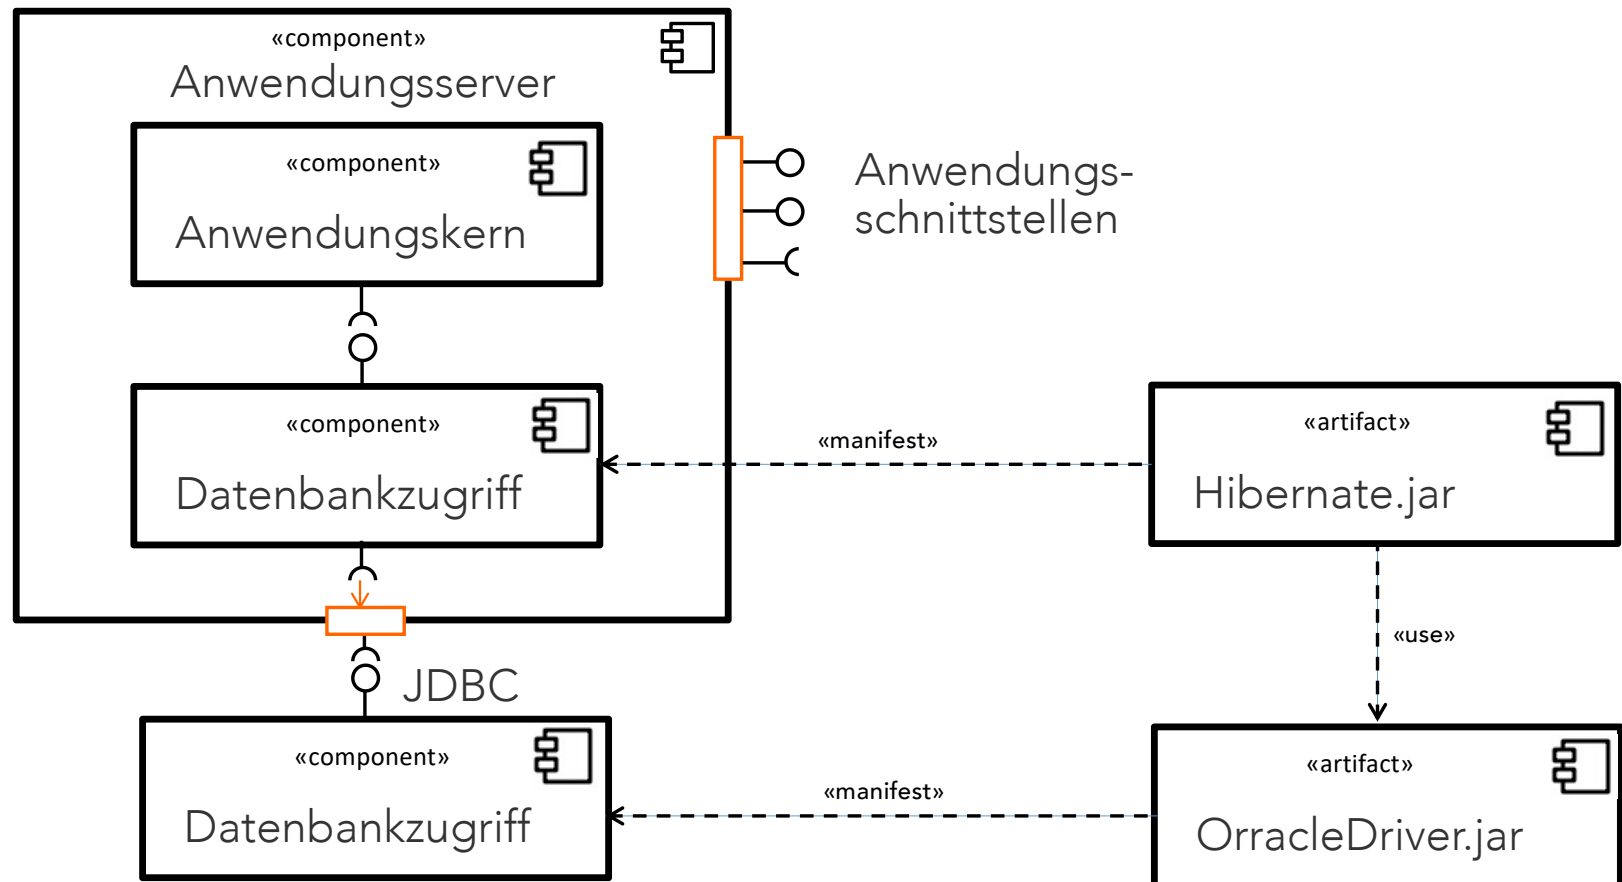 «component»
Anwendungsserver
«component»
Anwendungskern
Anwendungs-
schnittstellen
«component»
Datenbankzugriff
«manifest»
«artifact»
Hibernate.jar
«use»
JDBC
«component»
Datenbankzugriff
«manifest»
«artifact»
OrracleDriver.jar